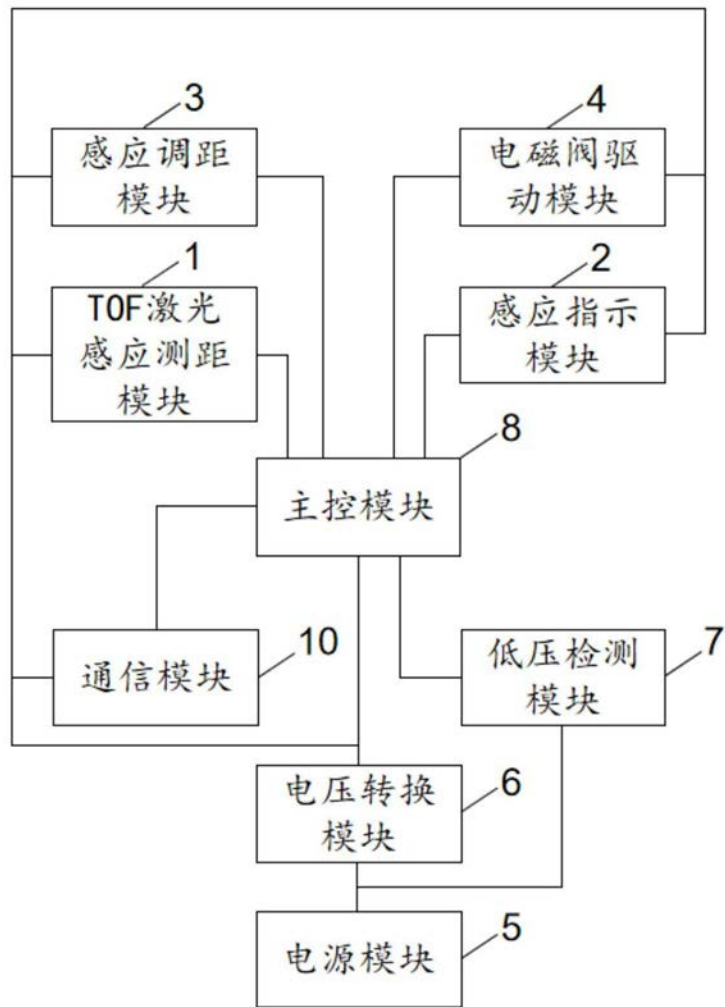 3
感应调距
模块
4
电磁阀驱
动模块
1
TOF激光
感应测距
模块
2
感应指示
模块
8
主控模块
通信模块
10
低压检测
模块
7
电压转换
模块
6
电源模块
5